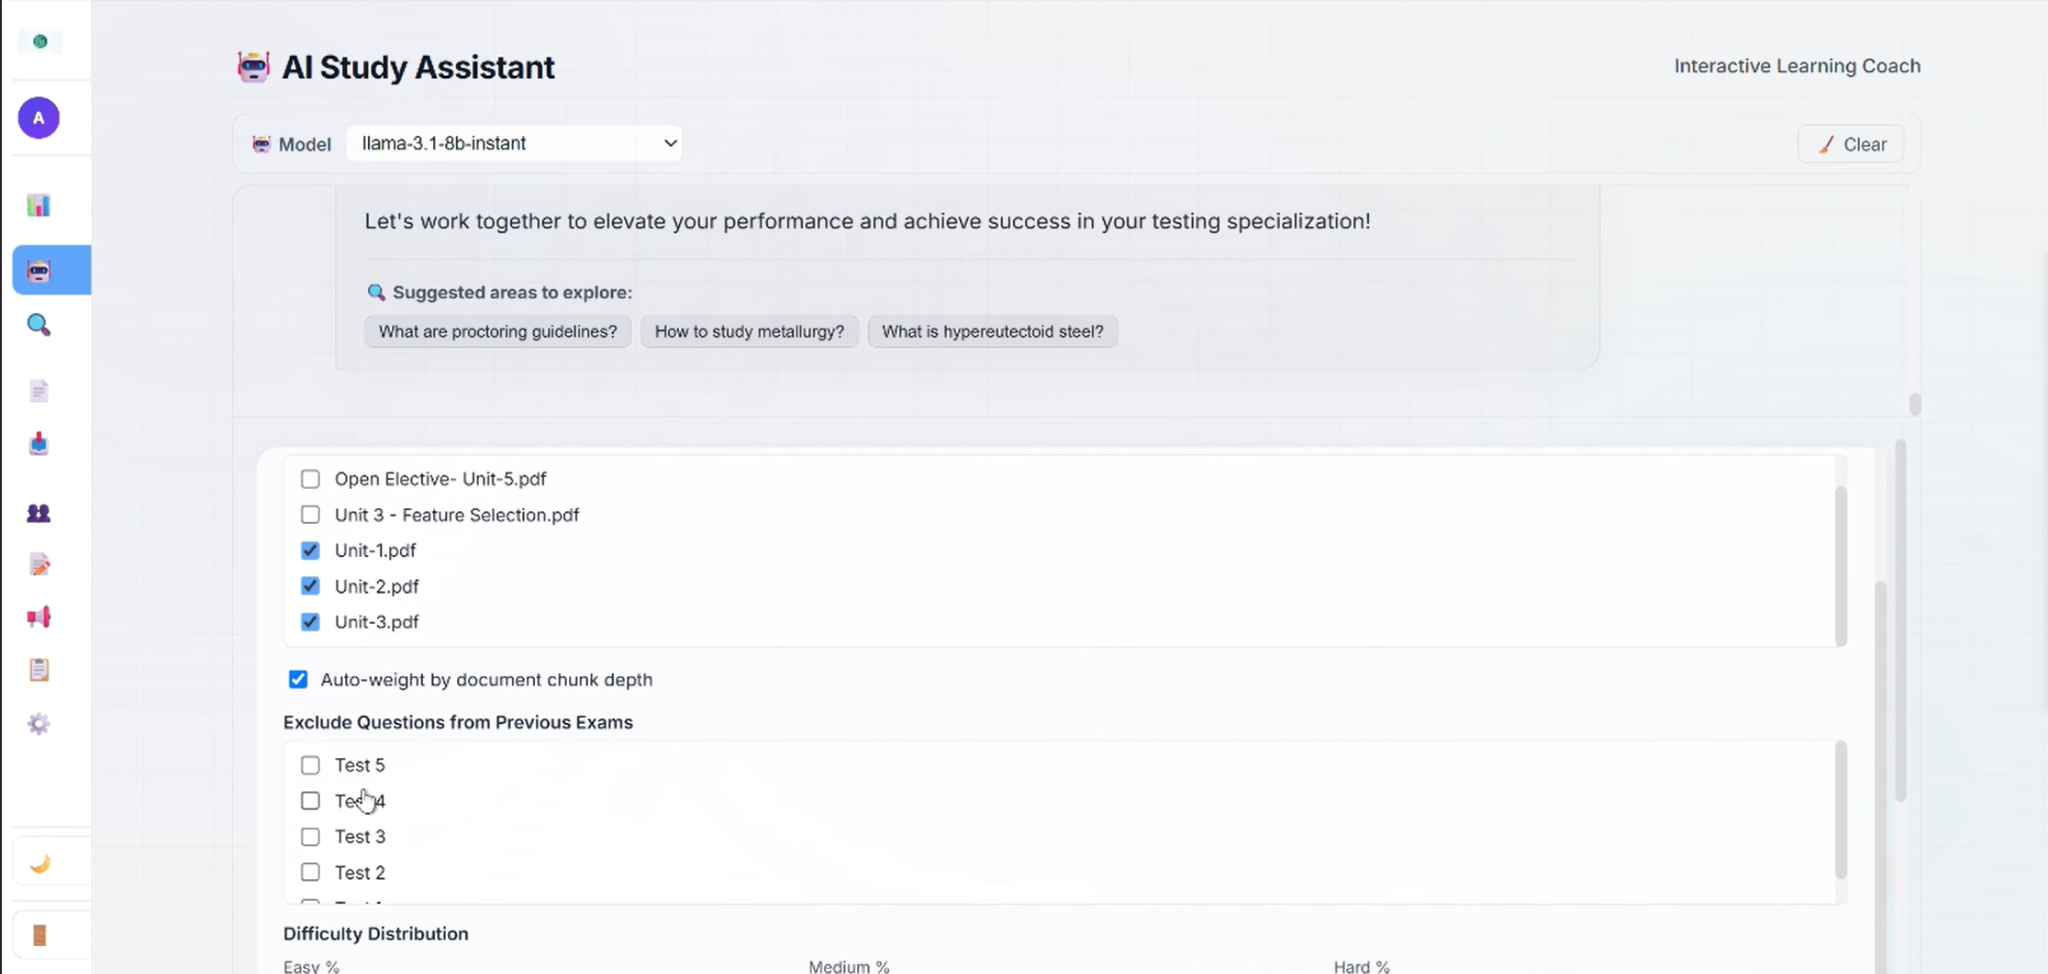 AI Study Assistant
Interactive Learning Coach
A
Model
llama-3.1-8b-instant
Clear
Let's work together to elevate your performance and achieve success in your testing specialization!
Suggested areas to explore:
What are proctoring guidelines?
How to study metallurgy?
What is hypereutectoid steel?
Open Elective- Unit-5.pdf
Unit 3 - Feature Selection.pdf
Unit-1.pdf
Unit-2.pdf
Unit-3.pdf
Auto-weight by document chunk depth
Exclude Questions from Previous Exams
Test 5
4
Test 3
Test 2
Difficulty Distribution
Easy %
Medium %
Hard %